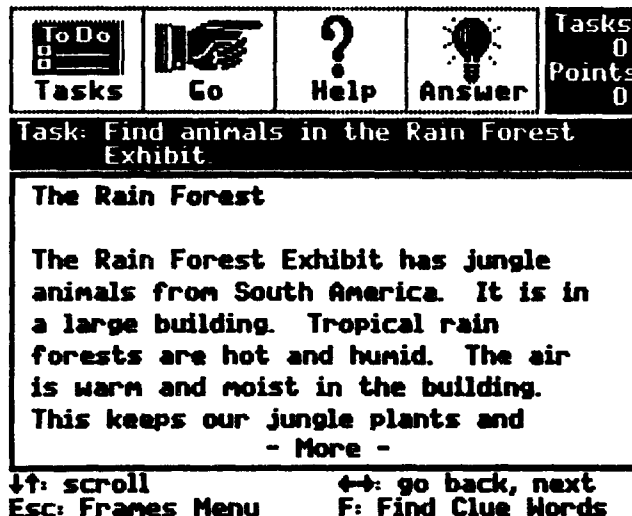 To Do
Tasks
Go
Help
Answer
Tasks
0
Points
0
Task: Find animals in the Rain Forest
Exhibit.
The Rain Forest
The Rain Forest Exhibit has jungle
animals from South America. It is in
a large building. Tropical rain
forests are hot and humid. The air
is warm and moist in the building.
This keeps our jungle plants and
- More -
↓↑: scroll ←→: go back, next
Esc: Frames Menu F: Find Clue Words